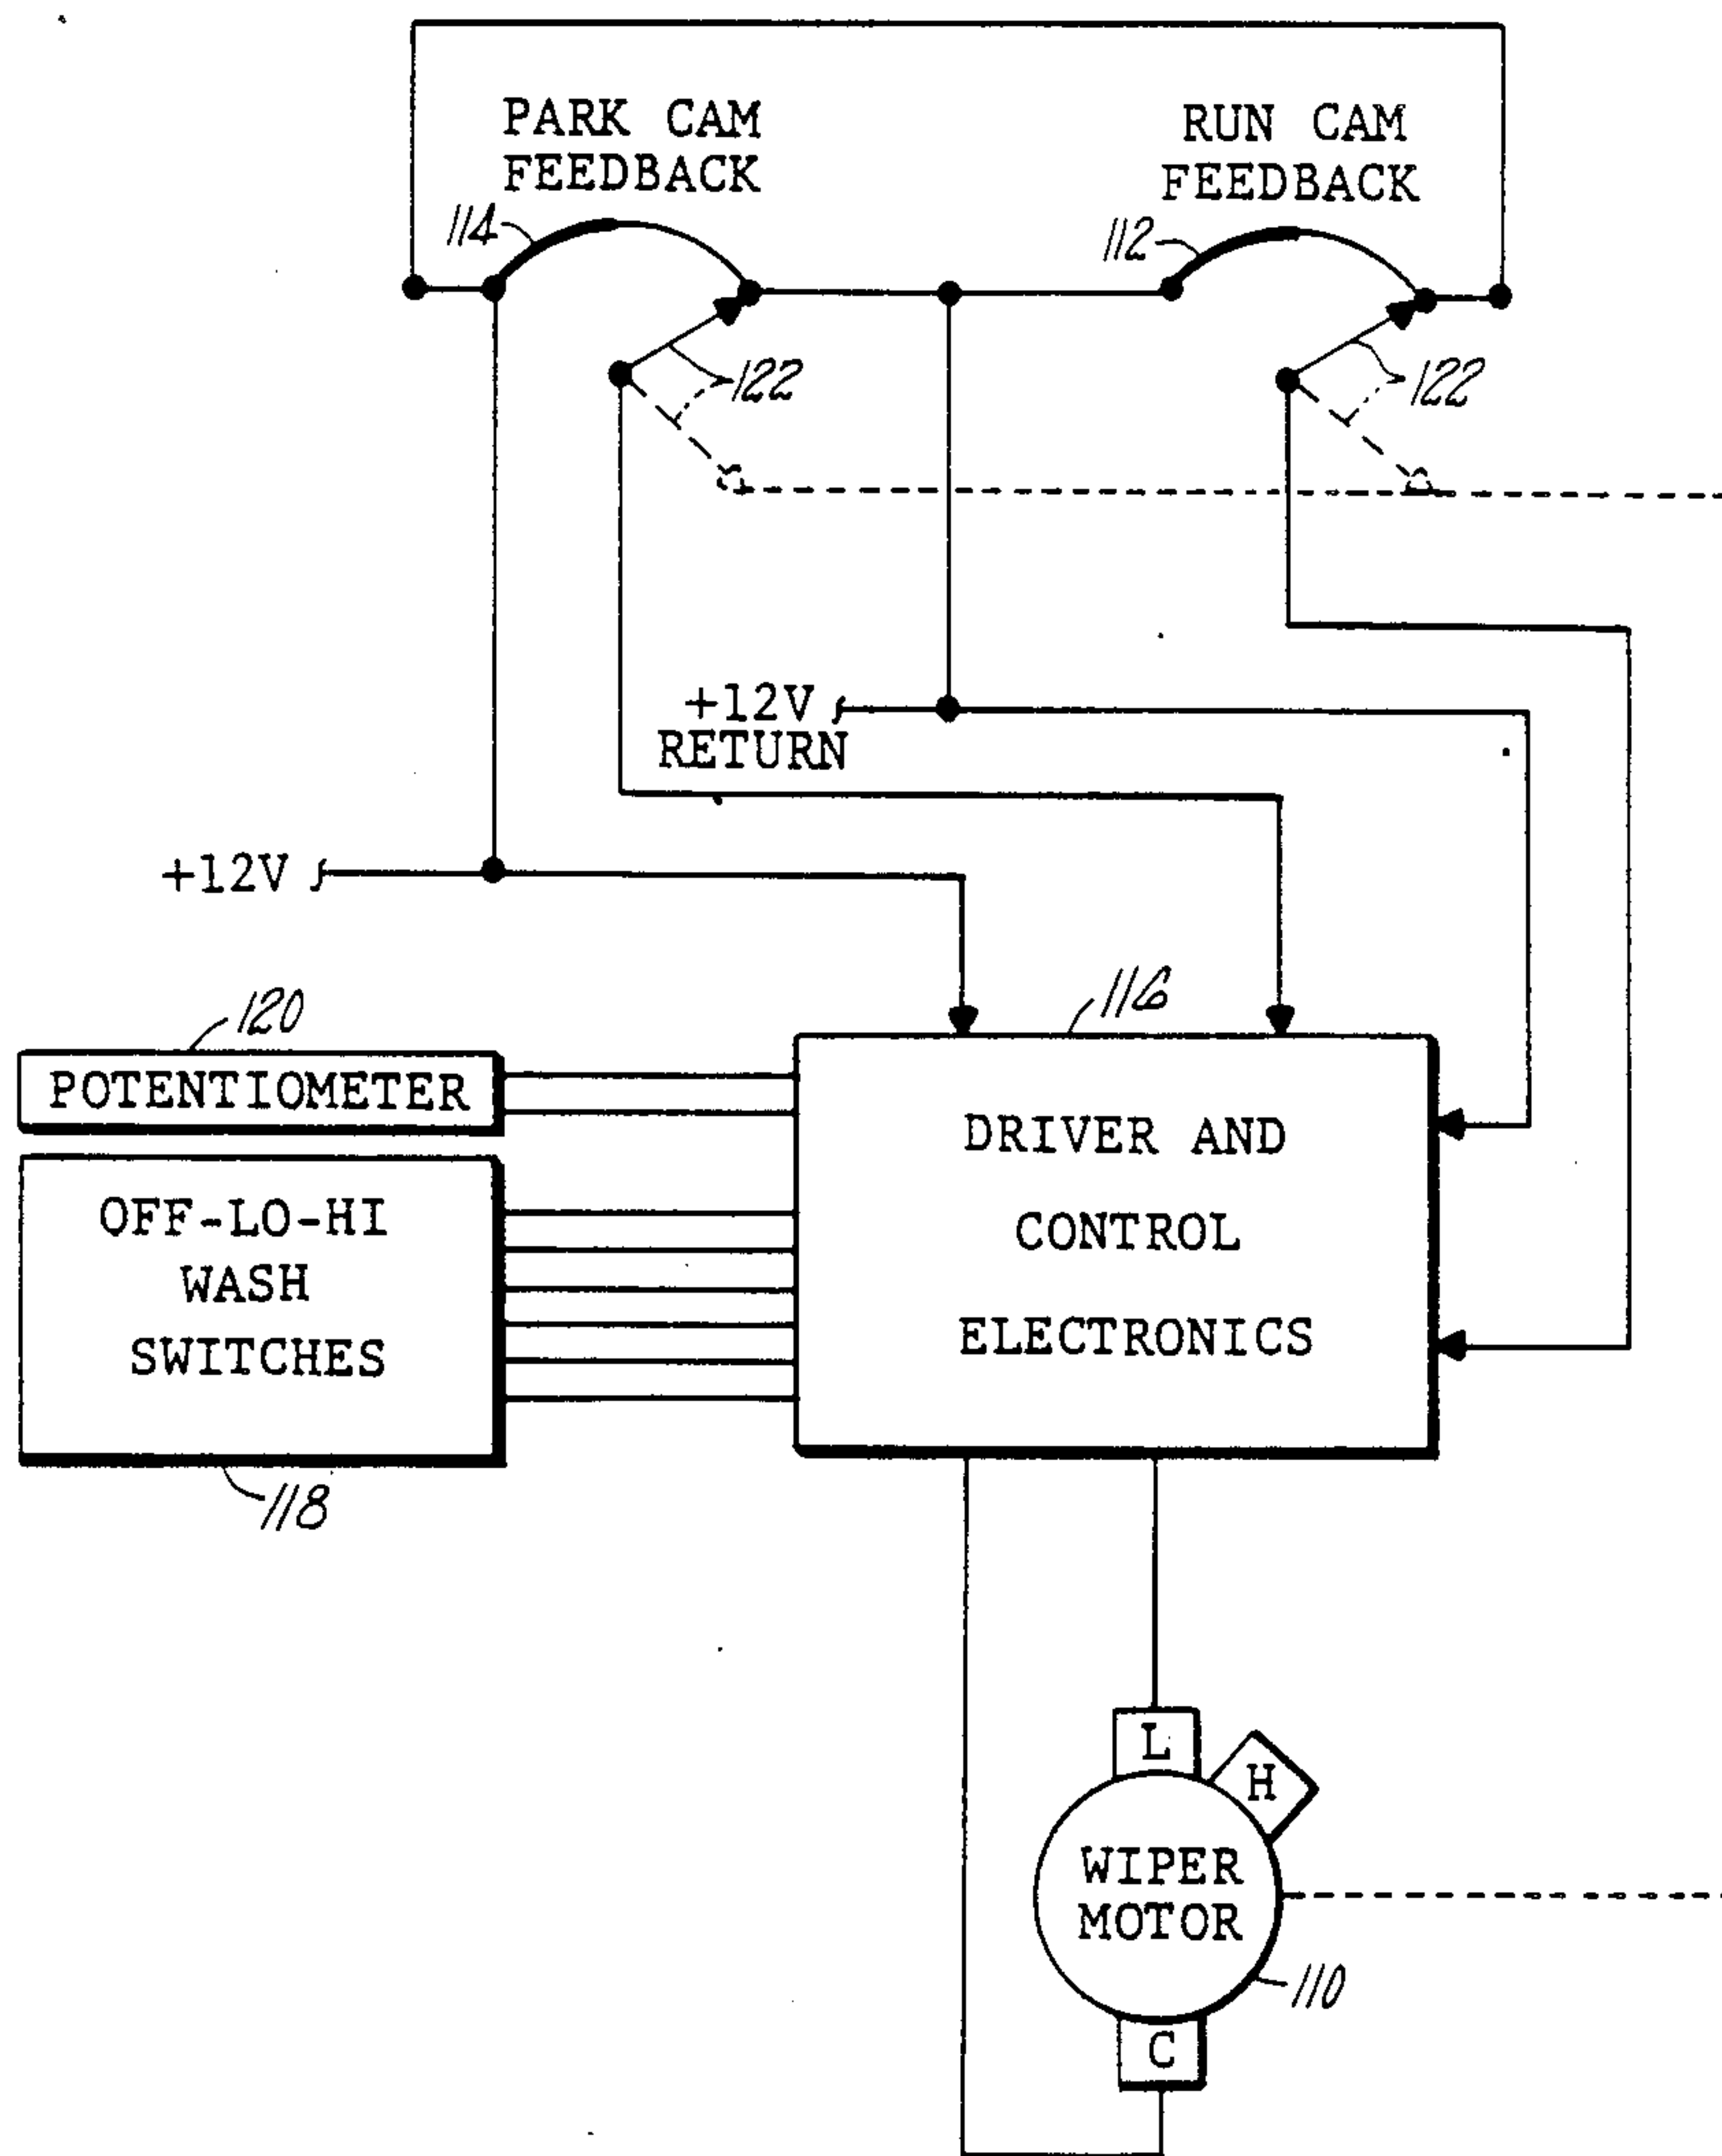 PARK CAM
FEEDBACK
RUN CAM
FEEDBACK
114
112
122
122
+12V
RETURN
+12V
116
120
POTENTIOMETER
DRIVER AND
CONTROL
ELECTRONICS
OFF-LO-HI
WASH
SWITCHES
118
L
H
WIPER
MOTOR
110
C